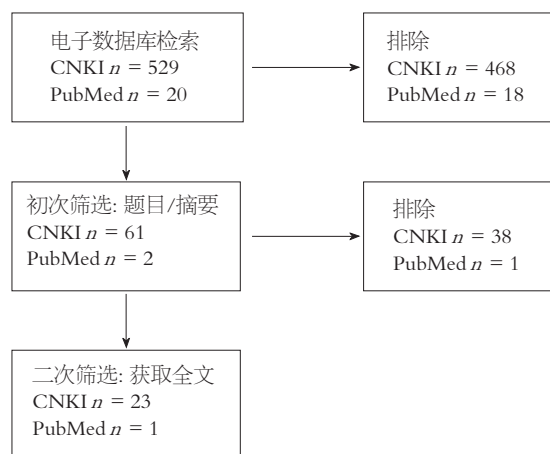 电子数据库检索
CNKI n = 529
PubMed n = 20
排除
CNKI n = 468
PubMed n = 18
初次筛选: 题目/摘要
CNKI n = 61
PubMed n = 2
排除
CNKI n = 38
PubMed n = 1
二次筛选: 获取全文
CNKI n = 23
PubMed n = 1